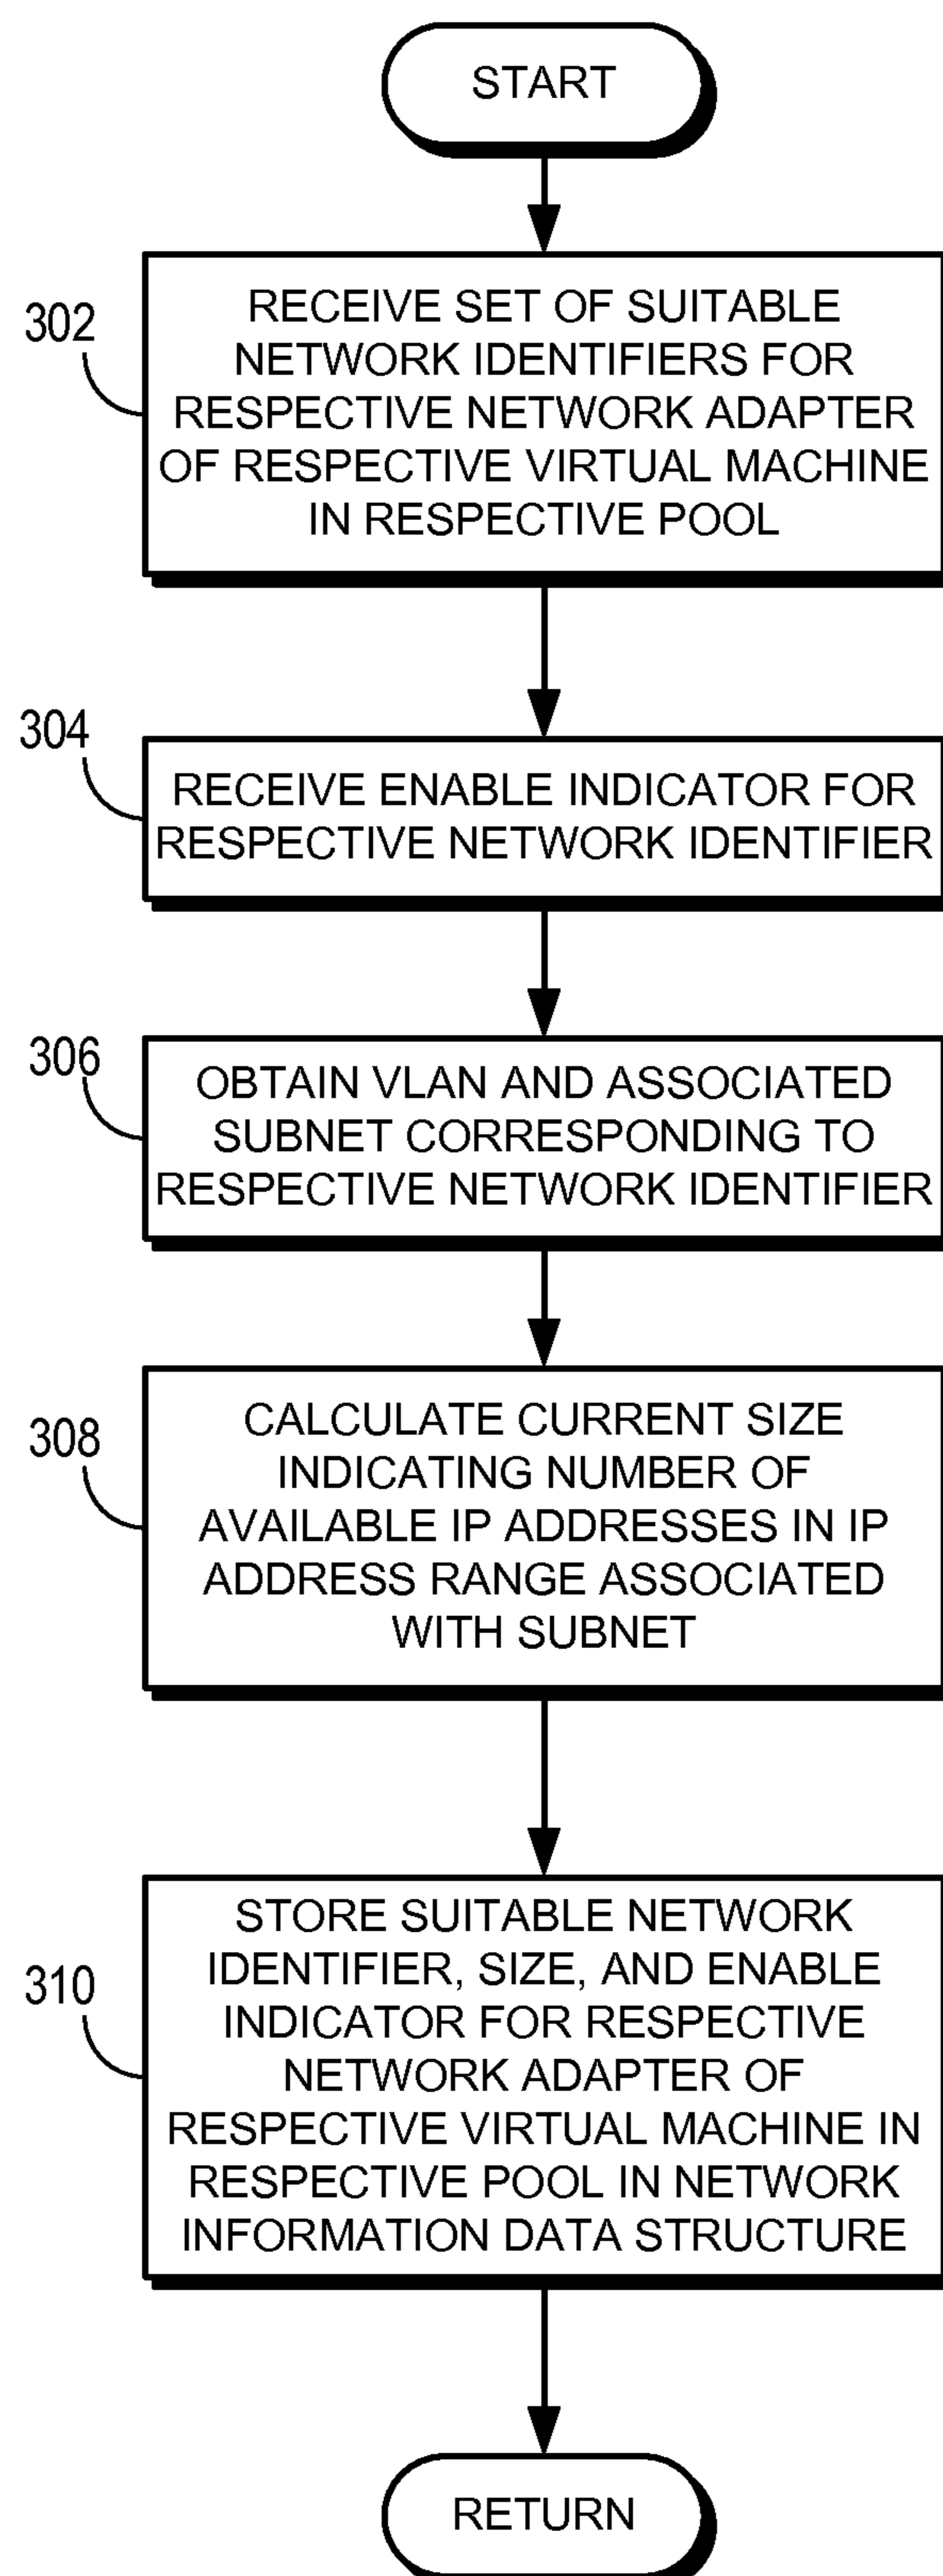 START
302
RECEIVE SET OF SUITABLE
NETWORK IDENTIFIERS FOR
RESPECTIVE NETWORK ADAPTER
OF RESPECTIVE VIRTUAL MACHINE
IN RESPECTIVE POOL
304
RECEIVE ENABLE INDICATOR FOR
RESPECTIVE NETWORK IDENTIFIER
306
OBTAIN VLAN AND ASSOCIATED
SUBNET CORRESPONDING TO
RESPECTIVE NETWORK IDENTIFIER
308
CALCULATE CURRENT SIZE
INDICATING NUMBER OF
AVAILABLE IP ADDRESSES IN IP
ADDRESS RANGE ASSOCIATED
WITH SUBNET
310
STORE SUITABLE NETWORK
IDENTIFIER, SIZE, AND ENABLE
INDICATOR FOR RESPECTIVE
NETWORK ADAPTER OF
RESPECTIVE VIRTUAL MACHINE IN
RESPECTIVE POOL IN NETWORK
INFORMATION DATA STRUCTURE
RETURN